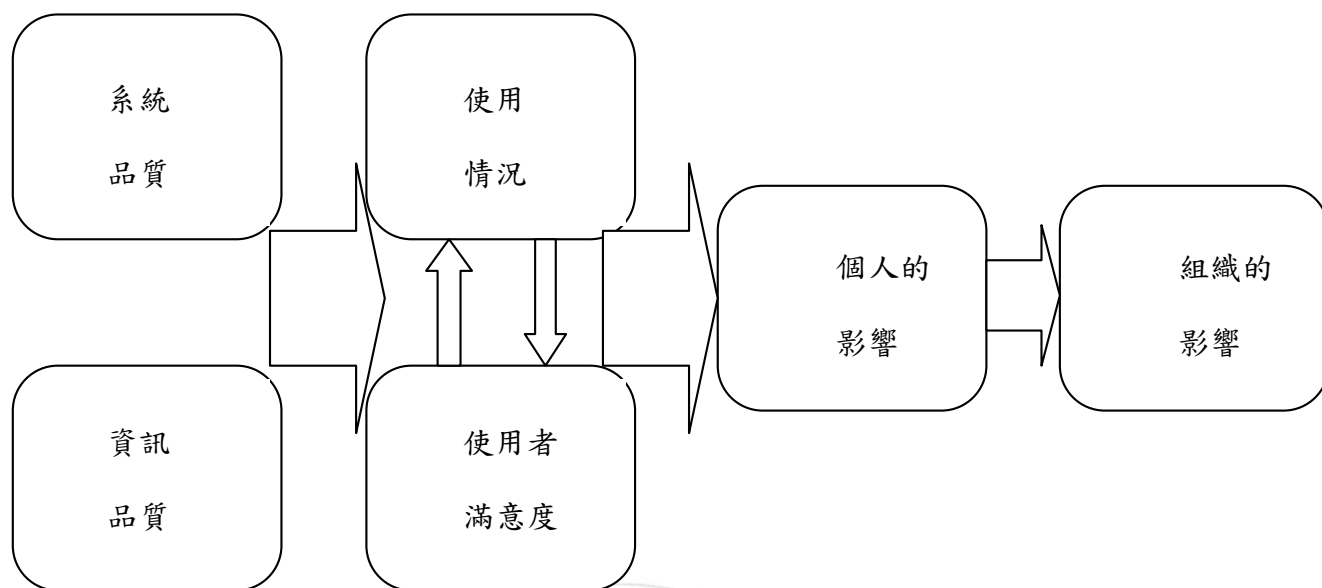 系統
品質
使用
情況
個人的
影響
組織的
影響
資訊
品質
使用者
滿意度